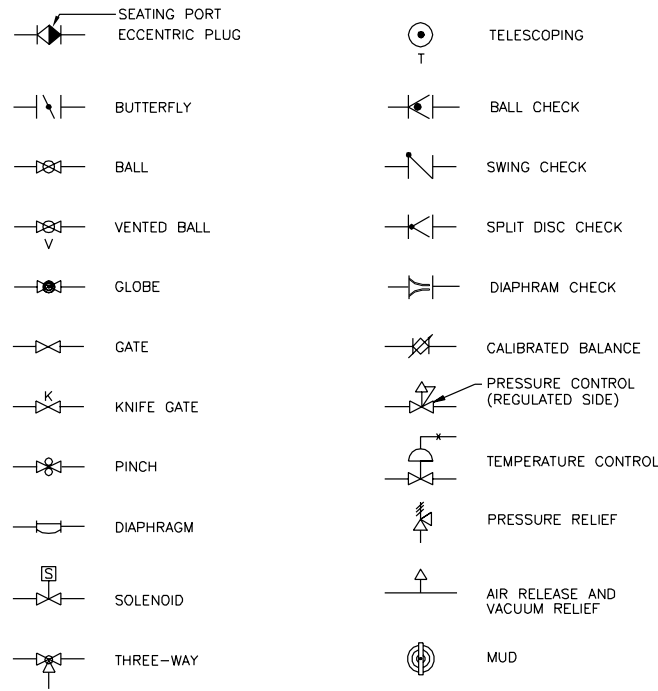 SEATING PORT
ECCENTRIC PLUG
BUTTERFLY
BALL
VENTED BALL
V
GLOBE
GATE
K
KNIFE GATE
PINCH
DIAPHRAGM
S
SOLENOID
THREE-WAY
TELESCOPING
T
BALL CHECK
SWING CHECK
SPLIT DISC CHECK
DIAPHRAM CHECK
CALIBRATED BALANCE
PRESSURE CONTROL
(REGULATED SIDE)
TEMPERATURE CONTROL
PRESSURE RELIEF
AIR RELEASE AND
VACUUM RELIEF
MUD